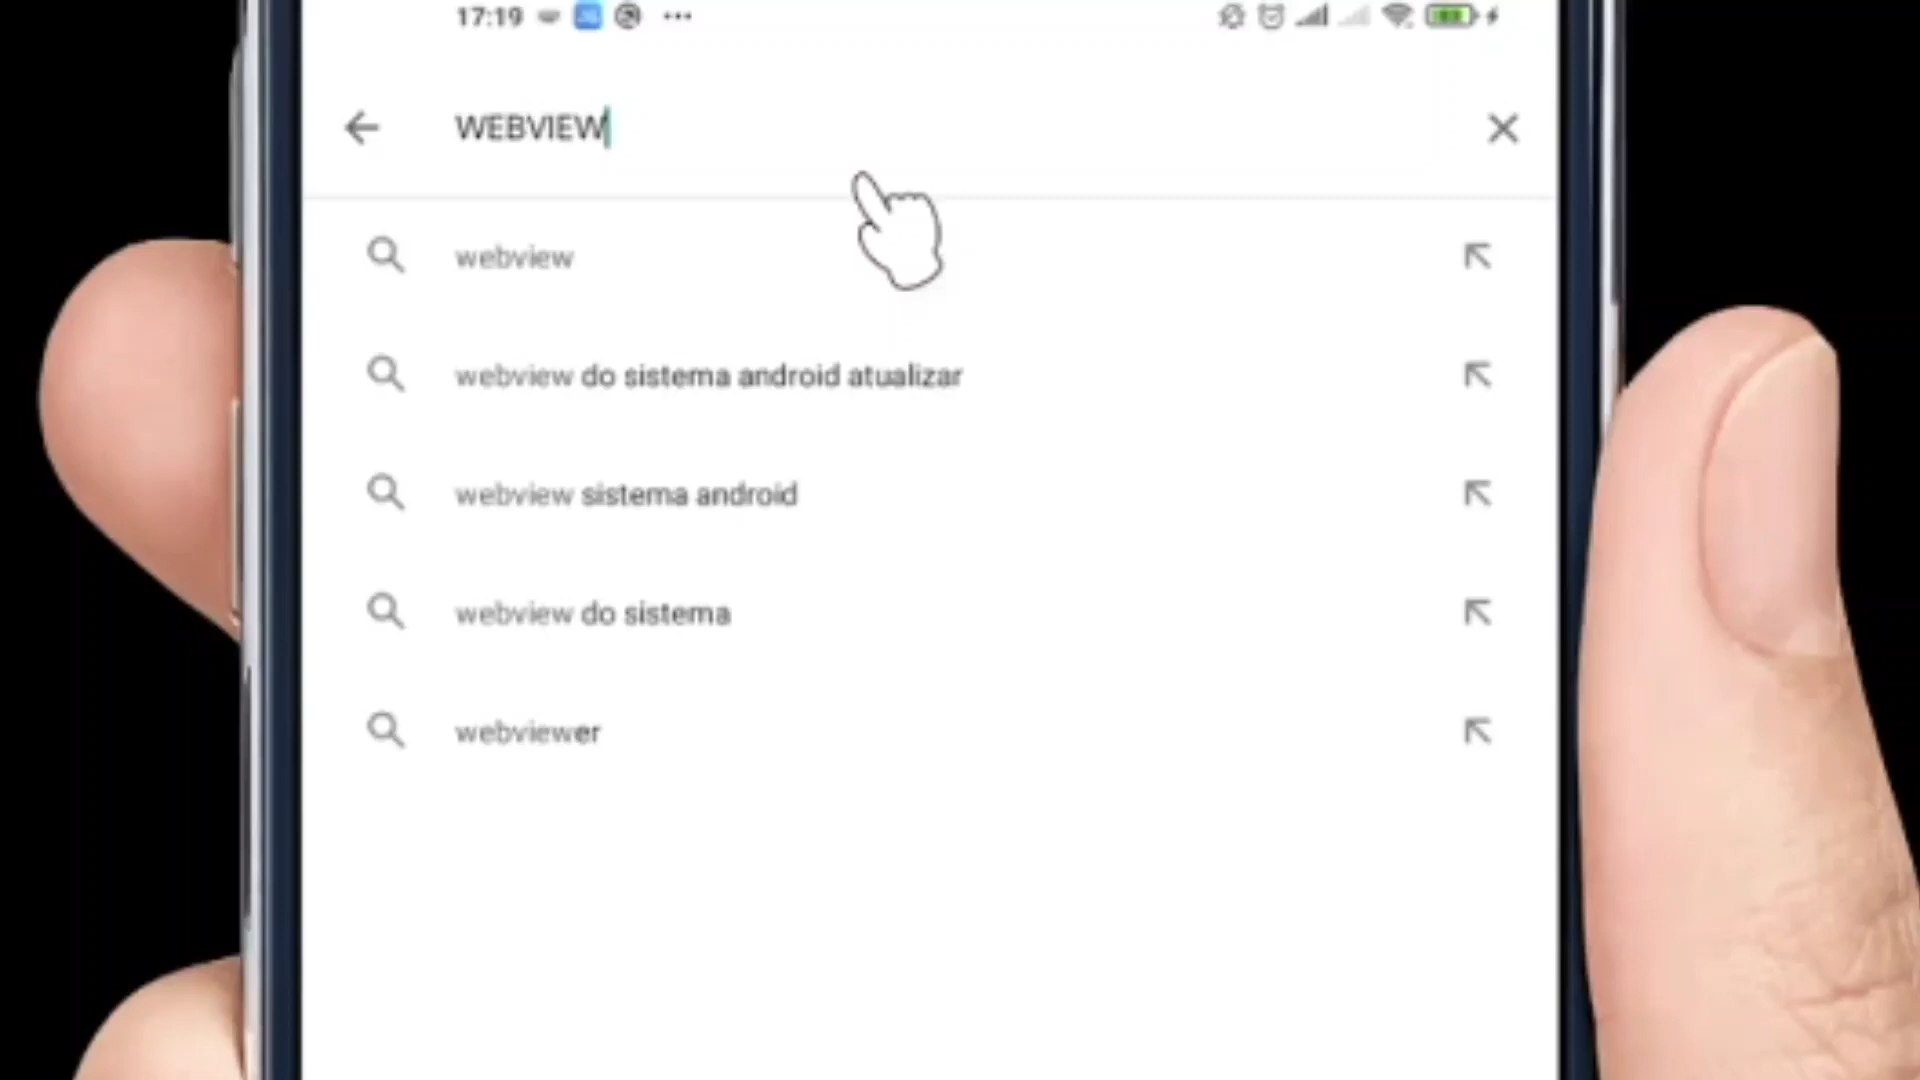 17:19
WEBVIEW
webview
webview do sistema android atualizar
webview sistema android
webview do sistema
webviewer